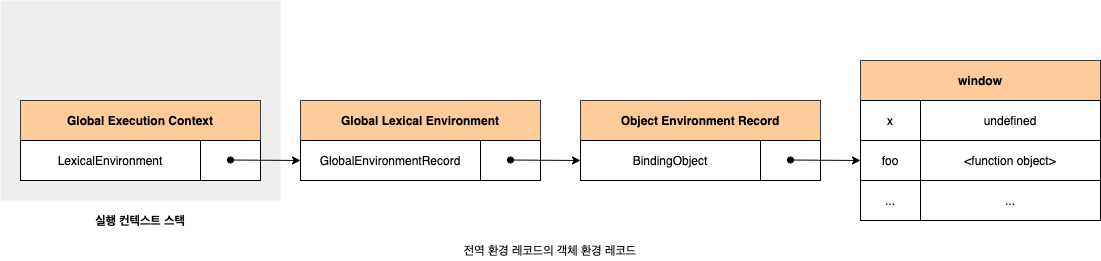 Global Execution Context
LexicalEnvironment
실행 컨텍스트 스택
Global Lexical Environment
GlobalEnvironmentRecord
Object Environment Record
BindingObject
window
x undefined
foo <function object>
... ...
전역 환경 레코드의 객체 환경 레코드